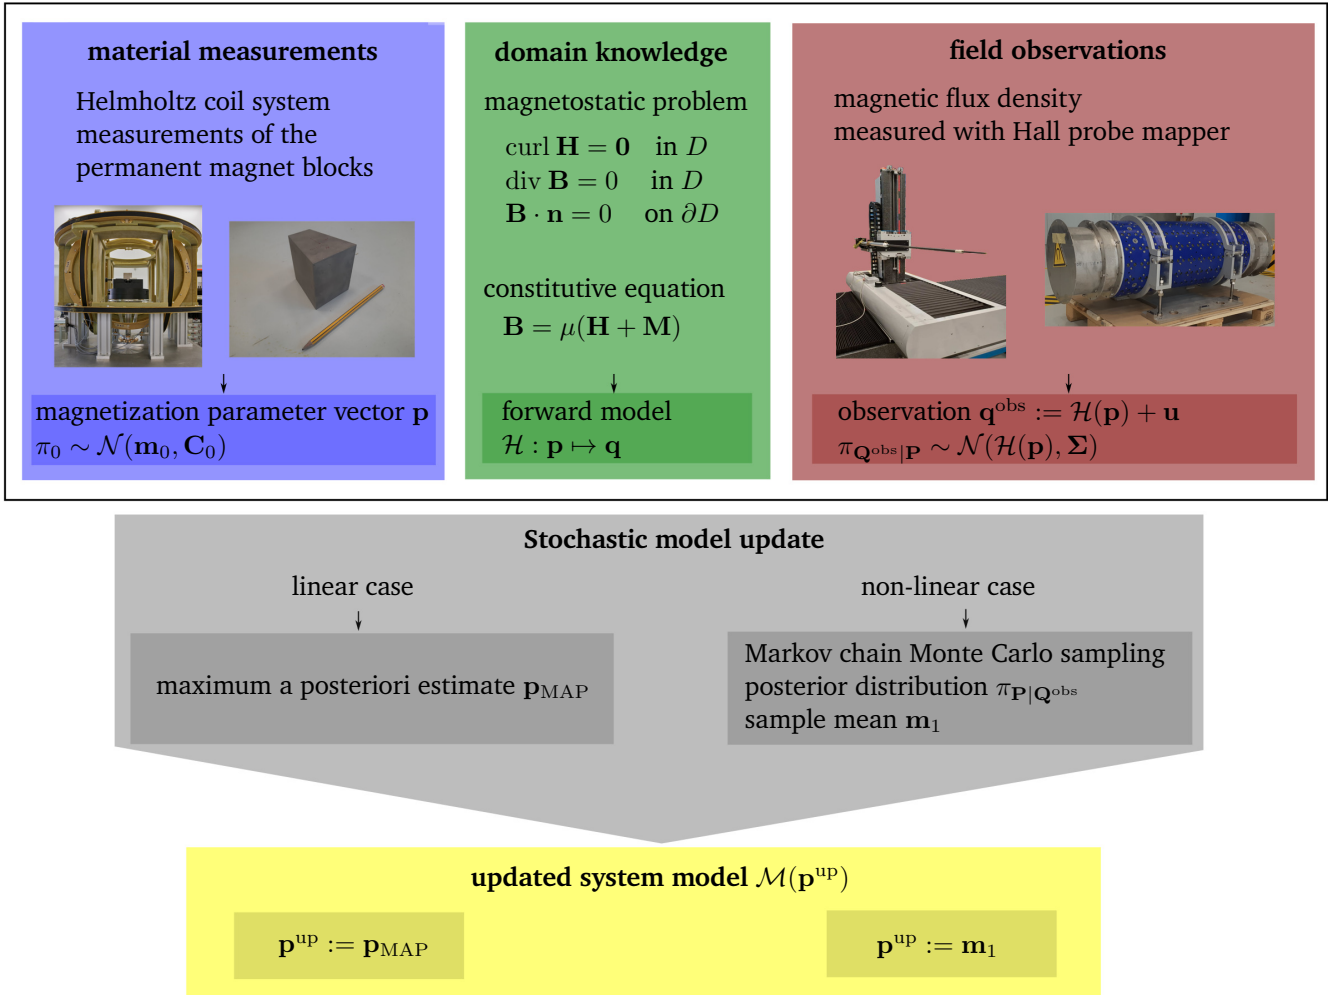 material measurements
Helmholtz coil system
measurements of the
permanent magnet blocks
magnetization parameter vector p
π₀ ∼ 𝒩(m₀, C₀)
domain knowledge
magnetostatic problem
curl H = 0 in D
div B = 0 in D
B · n = 0 on ∂D
constitutive equation
B = μ(H + M)
forward model
ℋ : p ↦ q
field observations
magnetic flux density
measured with Hall probe mapper
observation q^obs := ℋ(p) + u
π_{Q^obs|P} ∼ 𝒩(ℋ(p), Σ)
Stochastic model update
linear case
maximum a posteriori estimate p_MAP
non-linear case
Markov chain Monte Carlo sampling
posterior distribution π_{P|Q^obs}
sample mean m₁
updated system model ℳ(p^up)
p^up := p_MAP
p^up := m₁